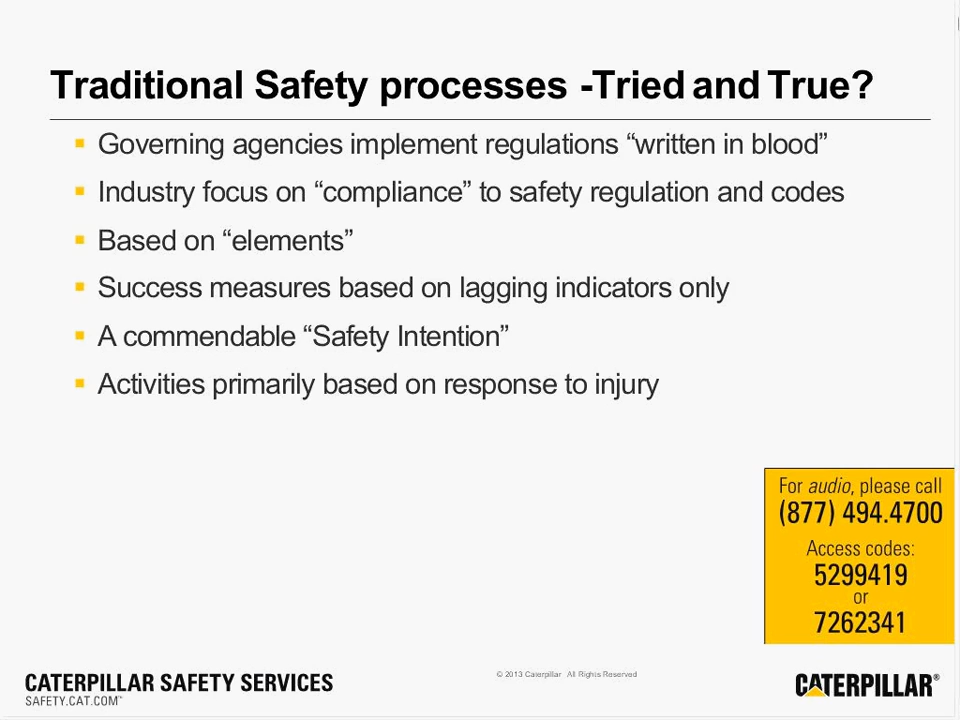 Traditional Safety processes -Tried and True?
▪ Governing agencies implement regulations “written in blood”
▪ Industry focus on “compliance” to safety regulation and codes
▪ Based on “elements”
▪ Success measures based on lagging indicators only
▪ A commendable “Safety Intention”
▪ Activities primarily based on response to injury
For audio, please call
(877) 494.4700
Access codes:
5299419
or
7262341
CATERPILLAR SAFETY SERVICES
SAFETY.CAT.COM™
© 2013 Caterpillar All Rights Reserved
CATERPILLAR®